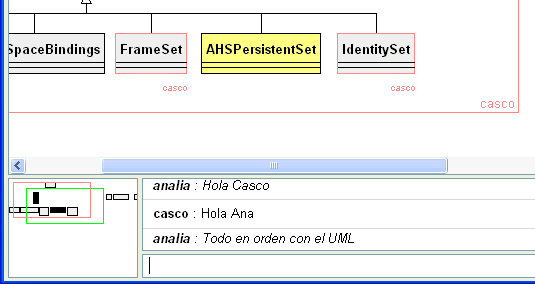 SpaceBindings FrameSet AHSPersistentSet IdentitySet
casco casco
casco
analia : Hola Casco
casco : Hola Ana
analia : Todo en orden con el UML